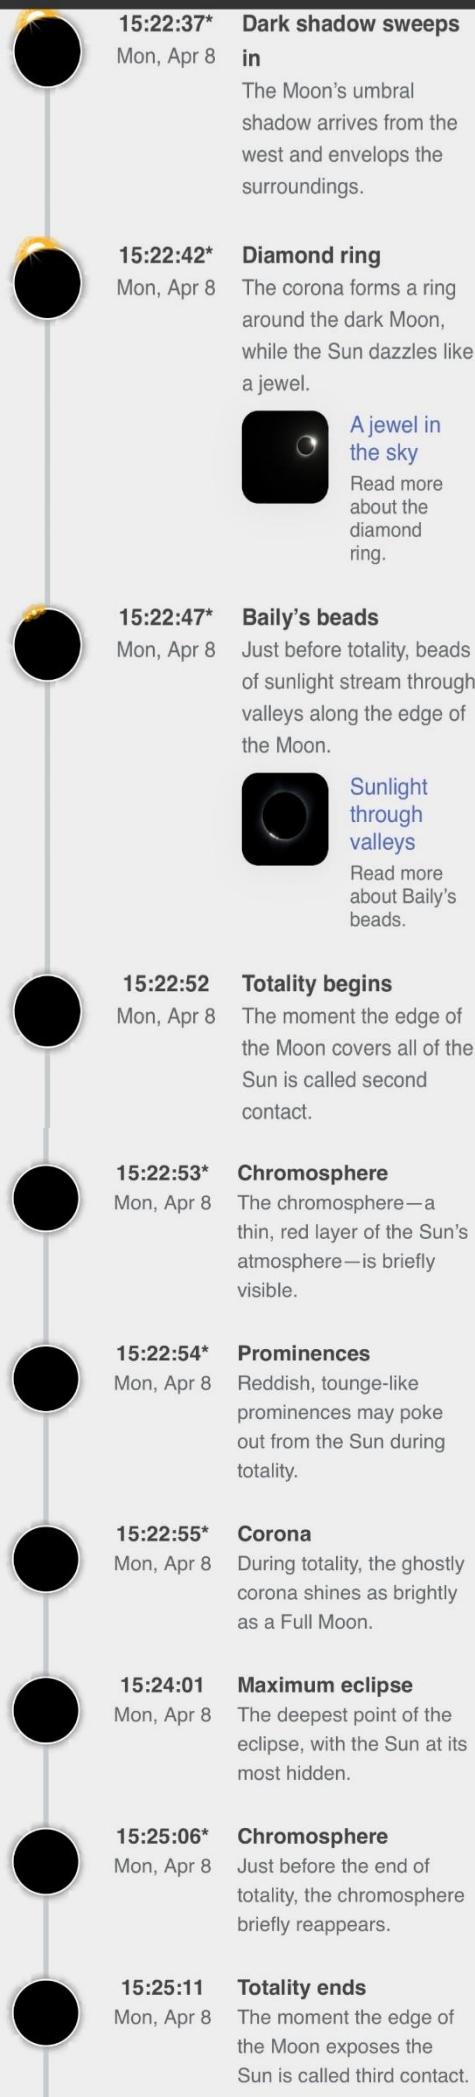 15:22:37*
Mon, Apr 8
Dark shadow sweeps
in
The Moon’s umbral
shadow arrives from the
west and envelops the
surroundings.
15:22:42*
Mon, Apr 8
Diamond ring
The corona forms a ring
around the dark Moon,
while the Sun dazzles like
a jewel.
A jewel in
the sky
Read more
about the
diamond
ring.
15:22:47*
Mon, Apr 8
Baily’s beads
Just before totality, beads
of sunlight stream through
valleys along the edge of
the Moon.
Sunlight
through
valleys
Read more
about Baily’s
beads.
15:22:52
Mon, Apr 8
Totality begins
The moment the edge of
the Moon covers all of the
Sun is called second
contact.
15:22:53*
Mon, Apr 8
Chromosphere
The chromosphere—a
thin, red layer of the Sun’s
atmosphere—is briefly
visible.
15:22:54*
Mon, Apr 8
Prominences
Reddish, tounge-like
prominences may poke
out from the Sun during
totality.
15:22:55*
Mon, Apr 8
Corona
During totality, the ghostly
corona shines as brightly
as a Full Moon.
15:24:01
Mon, Apr 8
Maximum eclipse
The deepest point of the
eclipse, with the Sun at its
most hidden.
15:25:06*
Mon, Apr 8
Chromosphere
Just before the end of
totality, the chromosphere
briefly reappears.
15:25:11
Mon, Apr 8
Totality ends
The moment the edge of
the Moon exposes the
Sun is called third contact.